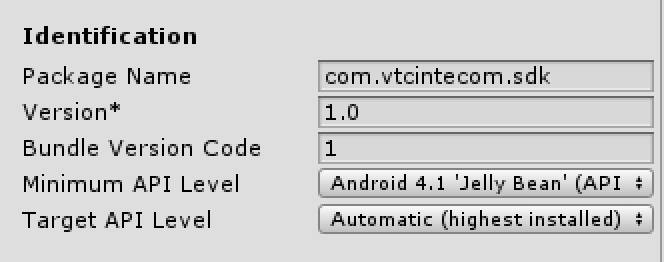 Identification
Package Name com.vtcintecom.sdk
Version* 1.0
Bundle Version Code 1
Minimum API Level Android 4.1 'Jelly Bean' (API
Target API Level Automatic (highest installed)